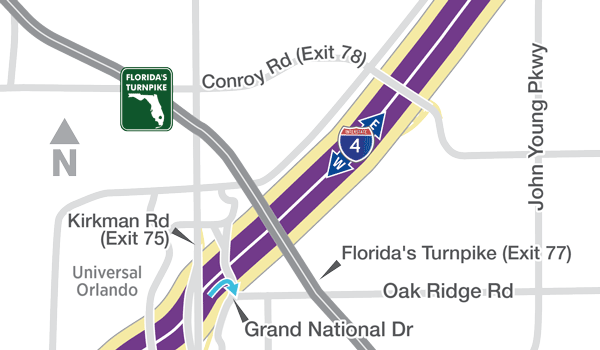 FLORIDA'S
TURNPIKE
Conroy Rd (Exit 78)
John Young Pkwy
INTERSTATE
4
E
W
N
Kirkman Rd
(Exit 75)
Universal
Orlando
Florida's Turnpike (Exit 77)
Oak Ridge Rd
Grand National Dr